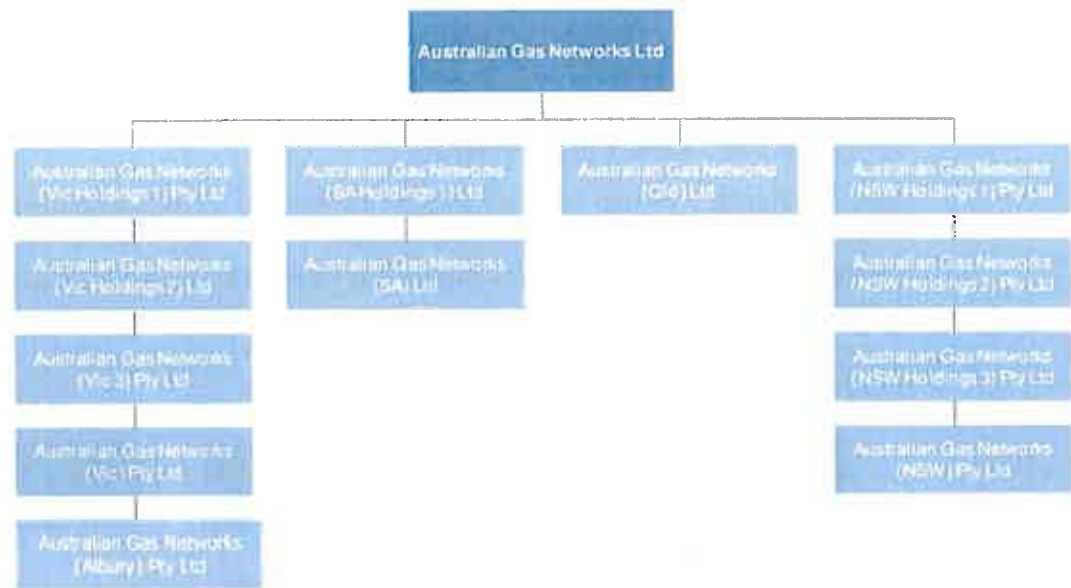 Australian Gas Networks Ltd
Australian Gas Networks
(Vic Holdings 1) Pty Ltd
Australian Gas Networks
(SA Holdings 1) Ltd
Australian Gas Networks
(Qld) Ltd
Australian Gas Networks
(NSW Holdings 1) Pty Ltd
Australian Gas Networks
(Vic Holdings 2) Ltd
Australian Gas Networks
(SA) Ltd
Australian Gas Networks
(NSW Holdings 2) Pty Ltd
Australian Gas Networks
(Vic 3) Pty Ltd
Australian Gas Networks
(NSW Holdings 3) Pty Ltd
Australian Gas Networks
(Vic) Pty Ltd
Australian Gas Networks
(NSW) Pty Ltd
Australian Gas Networks
(Albury) Pty Ltd